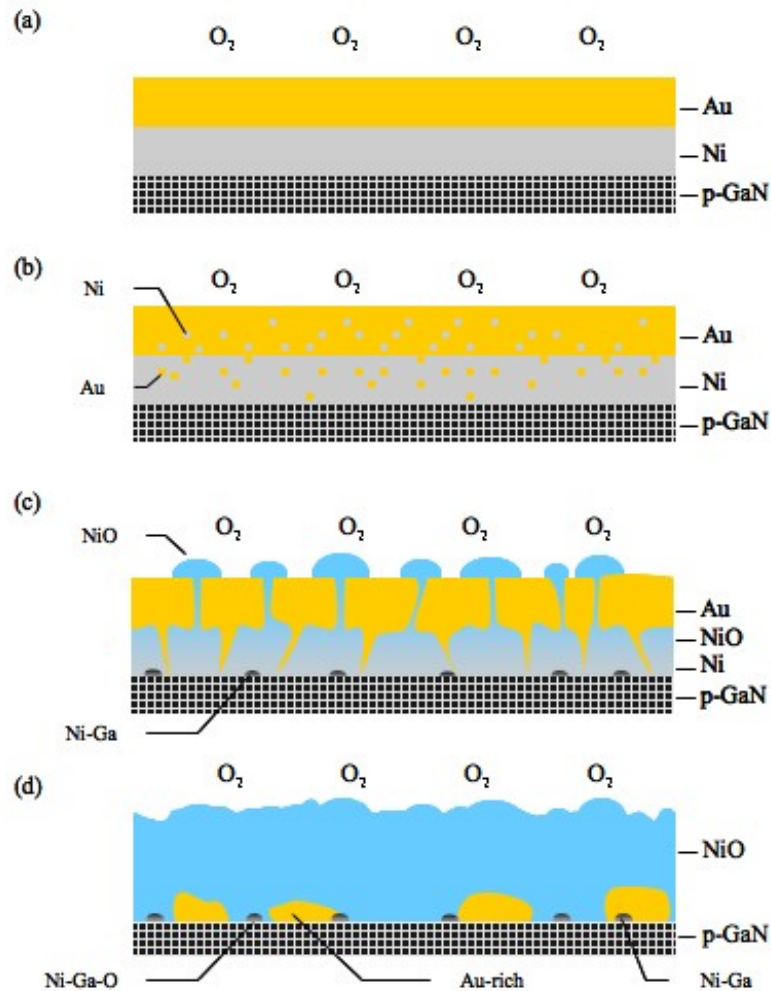 (a)
O2 O2 O2 O2
Au
Ni
p-GaN
(b)
O2 O2 O2 O2
Ni
Au
Au
Ni
p-GaN
(c)
O2 O2 O2 O2
NiO
Au
NiO
Ni
p-GaN
Ni-Ga
(d)
O2 O2 O2 O2
NiO
p-GaN
Ni-Ga-O Au-rich Ni-Ga